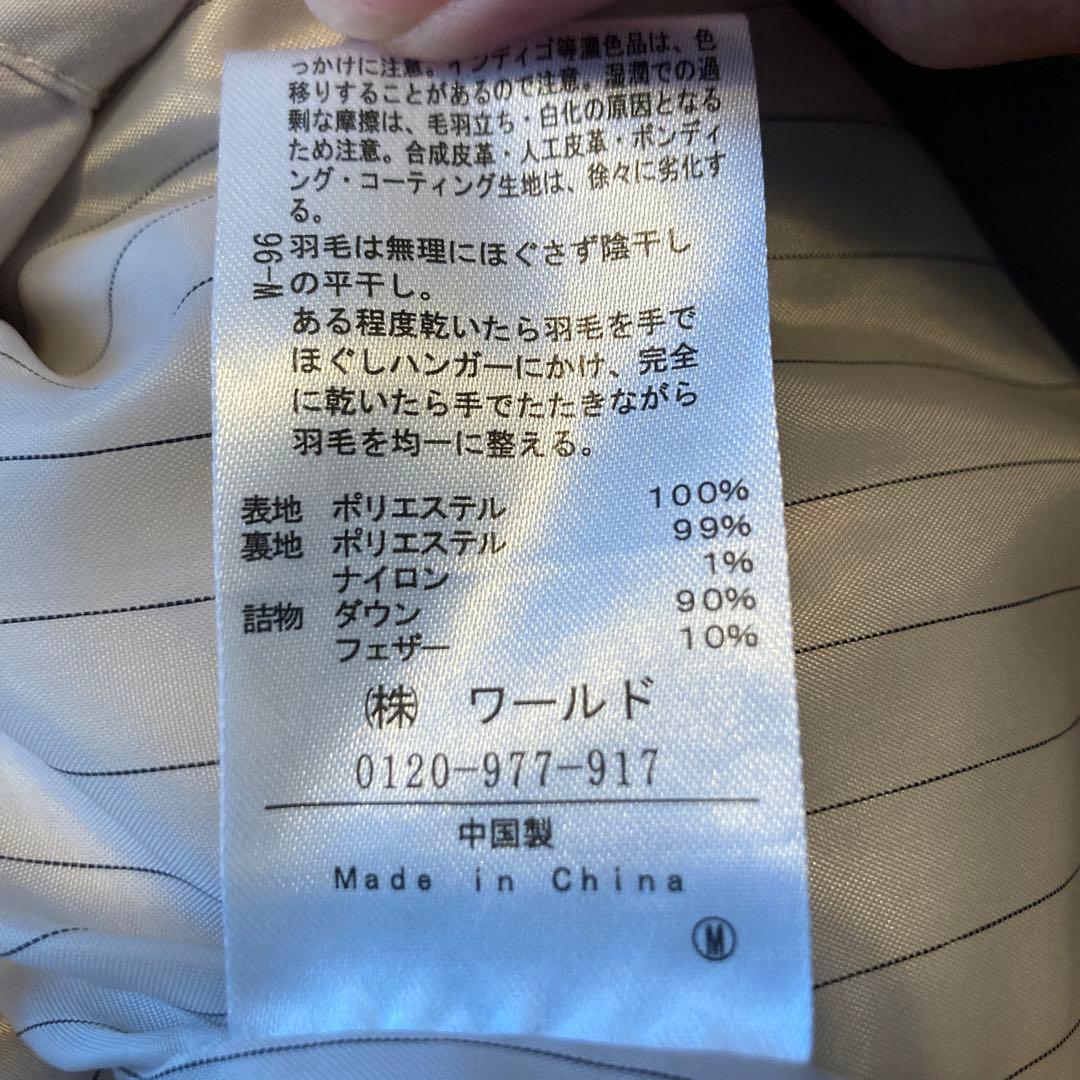 っかけに注意。インディゴ等濃色品は、色
移りすることがあるので注意。湿潤での過
剰な摩擦は、毛羽立ち・白化の原因となる
ため注意。合成皮革・人工皮革・ボンディ
ング・コーティング生地は、徐々に劣化す
る。
W-96
羽毛は無理にほぐさず陰干し
の平干し。
ある程度乾いたら羽毛を手で
ほぐしハンガーにかけ、完全
に乾いたら手でたたきながら
羽毛を均一に整える。
表地 ポリエステル 100%
裏地 ポリエステル 99%
ナイロン 1%
詰物 ダウン 90%
フェザー 10%
㈱ ワールド
0120-977-917
中国製
Made in China
Ⓜ